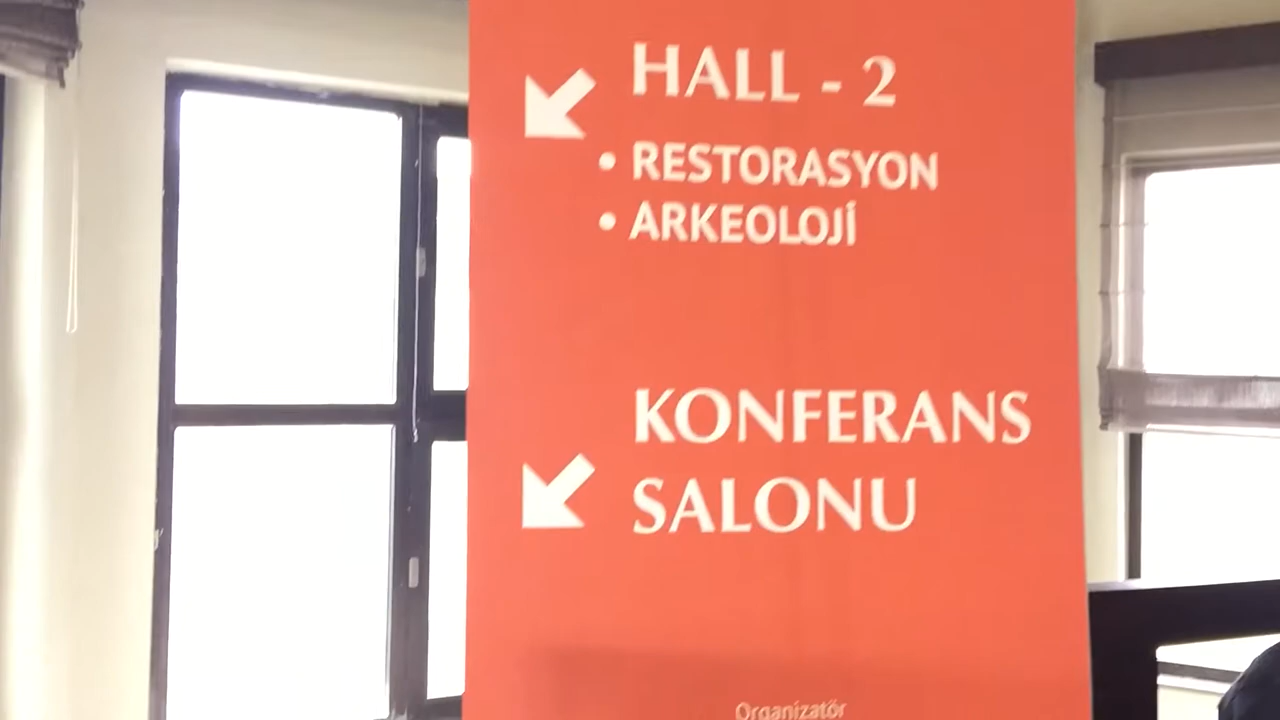 HALL - 2
• RESTORASYON
• ARKEOLOJİ
KONFERANS
SALONU
Organizatör